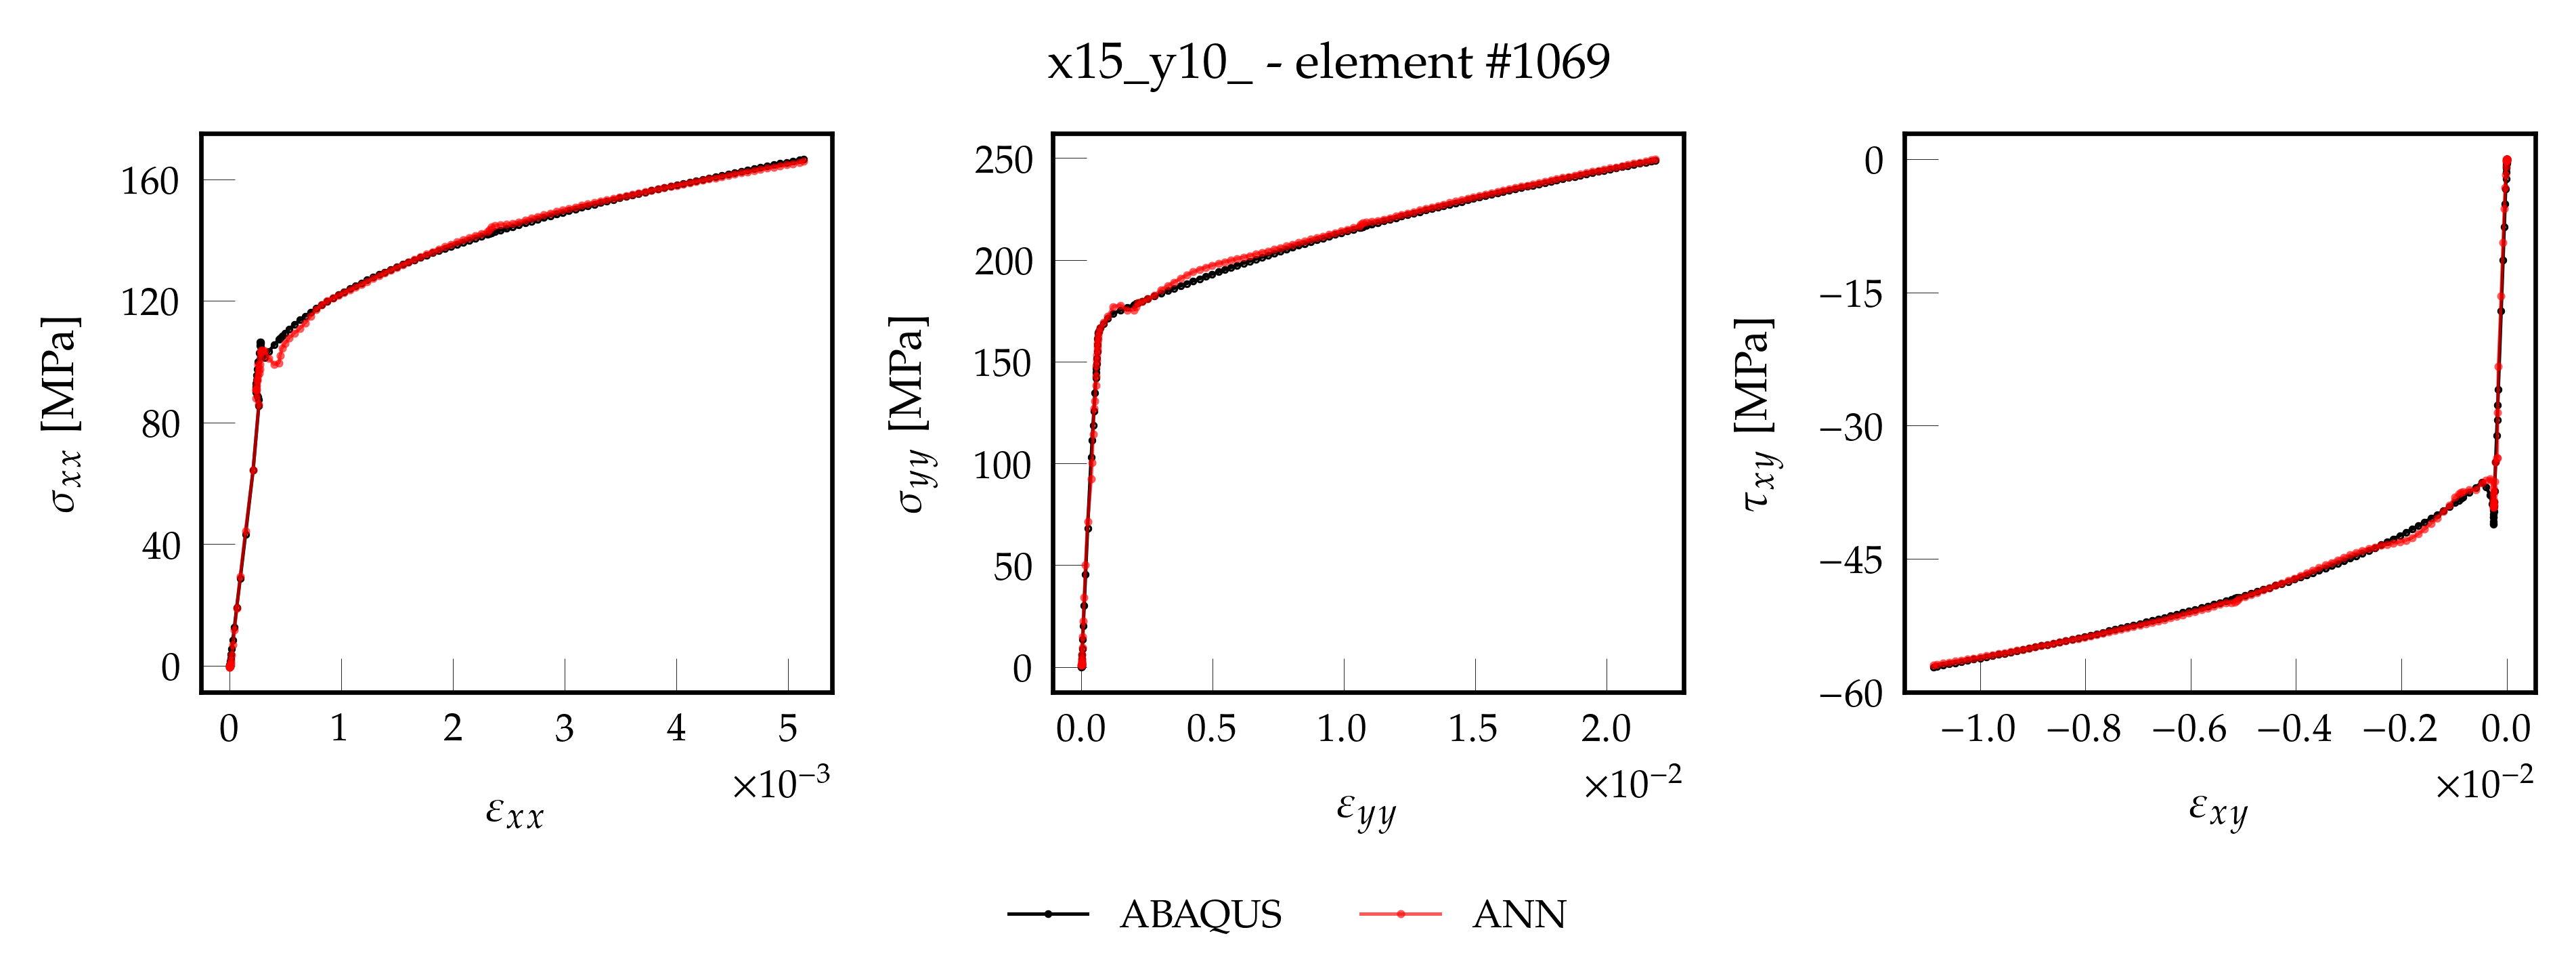 x15_y10_ - element #1069
σxx [MPa]
160
120
80
40
0
0 1 2 3 4 5
×10⁻³
εxx
σyy [MPa]
250
200
150
100
50
0
0.0 0.5 1.0 1.5 2.0
×10⁻²
εyy
τxy [MPa]
0
−15
−30
−45
−60
−1.0 −0.8 −0.6 −0.4 −0.2 0.0
×10⁻²
εxy
ABAQUS ANN